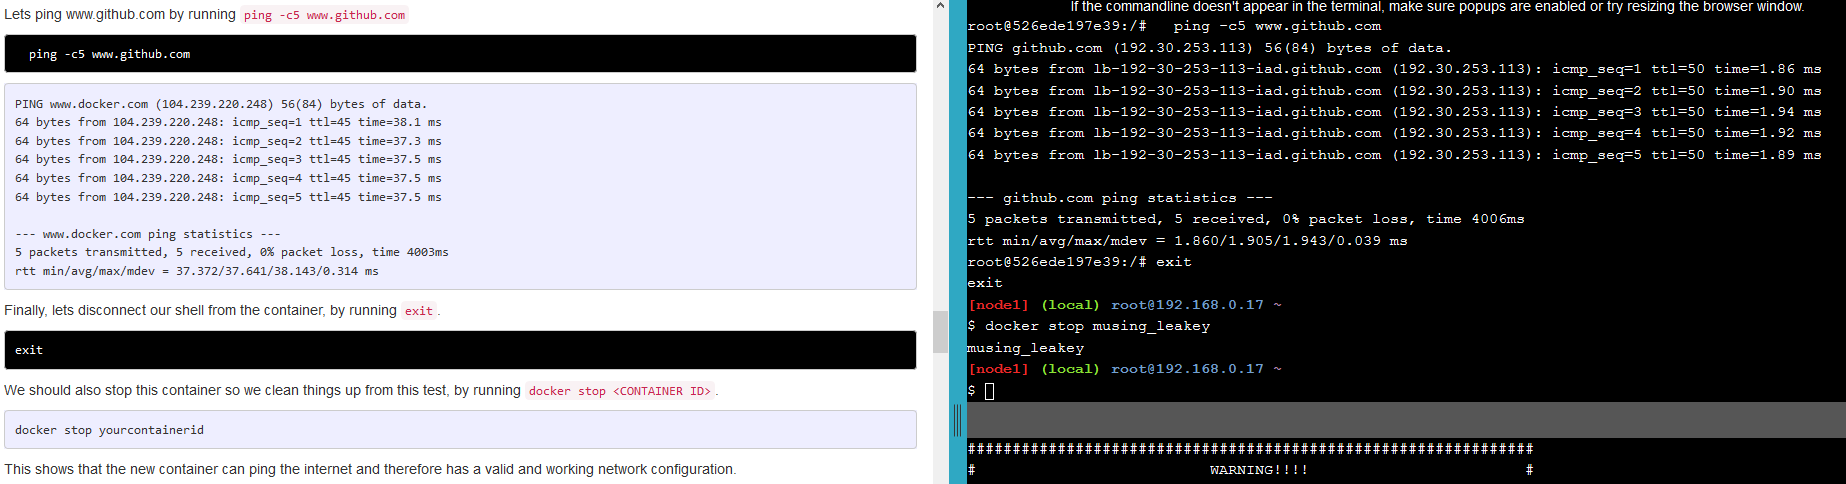 Lets ping www.github.com by running ping -c5 www.github.com
ping -c5 www.github.com
PING www.docker.com (104.239.220.248) 56(84) bytes of data.
64 bytes from 104.239.220.248: icmp_seq=1 ttl=45 time=38.1 ms
64 bytes from 104.239.220.248: icmp_seq=2 ttl=45 time=37.3 ms
64 bytes from 104.239.220.248: icmp_seq=3 ttl=45 time=37.5 ms
64 bytes from 104.239.220.248: icmp_seq=4 ttl=45 time=37.5 ms
64 bytes from 104.239.220.248: icmp_seq=5 ttl=45 time=37.5 ms
--- www.docker.com ping statistics ---
5 packets transmitted, 5 received, 0% packet loss, time 4003ms
rtt min/avg/max/mdev = 37.372/37.641/38.143/0.314 ms
Finally, lets disconnect our shell from the container, by running exit.
exit
We should also stop this container so we clean things up from this test, by running docker stop <CONTAINER ID>.
docker stop yourcontainerid
This shows that the new container can ping the internet and therefore has a valid and working network configuration.
If the commandline doesn't appear in the terminal, make sure popups are enabled or try resizing the browser window.
root@526ede197e39:/#   ping -c5 www.github.com
PING github.com (192.30.253.113) 56(84) bytes of data.
64 bytes from lb-192-30-253-113-iad.github.com (192.30.253.113): icmp_seq=1 ttl=50 time=1.86 ms
64 bytes from lb-192-30-253-113-iad.github.com (192.30.253.113): icmp_seq=2 ttl=50 time=1.90 ms
64 bytes from lb-192-30-253-113-iad.github.com (192.30.253.113): icmp_seq=3 ttl=50 time=1.94 ms
64 bytes from lb-192-30-253-113-iad.github.com (192.30.253.113): icmp_seq=4 ttl=50 time=1.92 ms
64 bytes from lb-192-30-253-113-iad.github.com (192.30.253.113): icmp_seq=5 ttl=50 time=1.89 ms
--- github.com ping statistics ---
5 packets transmitted, 5 received, 0% packet loss, time 4006ms
rtt min/avg/max/mdev = 1.860/1.905/1.943/0.039 ms
root@526ede197e39:/# exit
exit
[node1] (local) root@192.168.0.17 ~
$ docker stop musing_leakey
musing_leakey
[node1] (local) root@192.168.0.17 ~
$
################################################################
# WARNING!!!! #